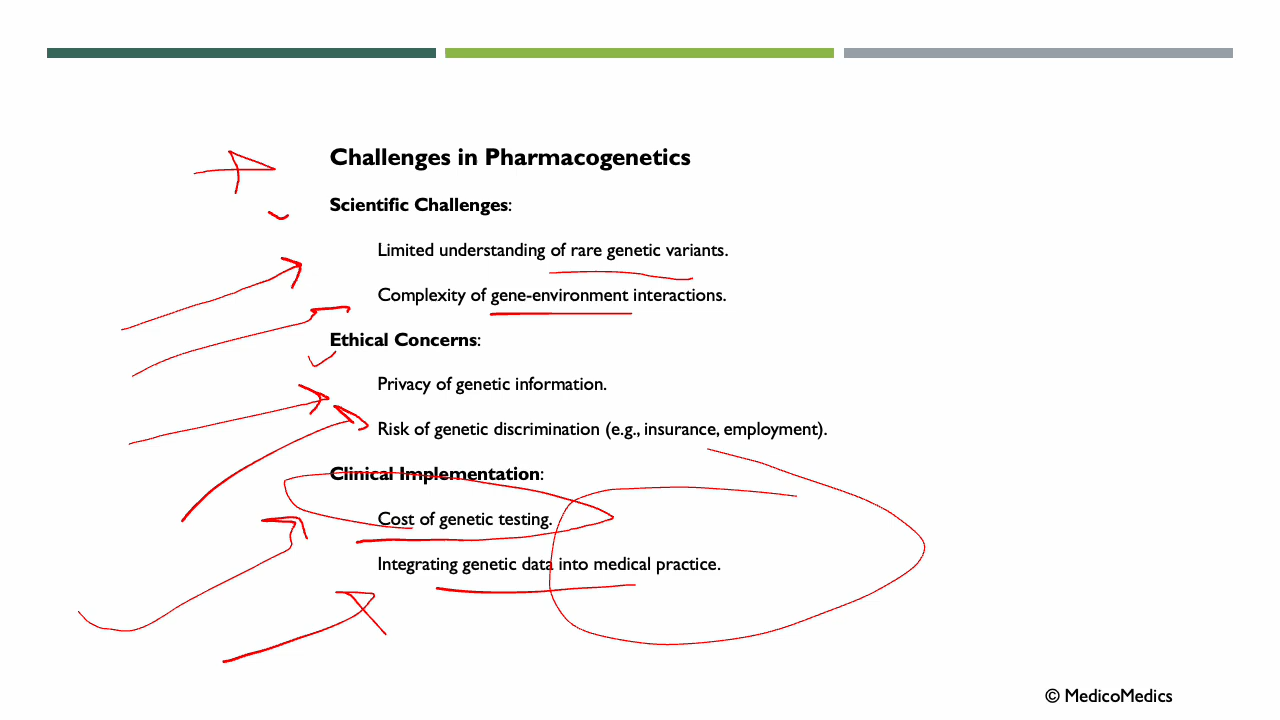 Challenges in Pharmacogenetics
Scientific Challenges:
Limited understanding of rare genetic variants.
Complexity of gene-environment interactions.
Ethical Concerns:
Privacy of genetic information.
Risk of genetic discrimination (e.g., insurance, employment).
Clinical Implementation:
Cost of genetic testing.
Integrating genetic data into medical practice.
© MedicoMedics